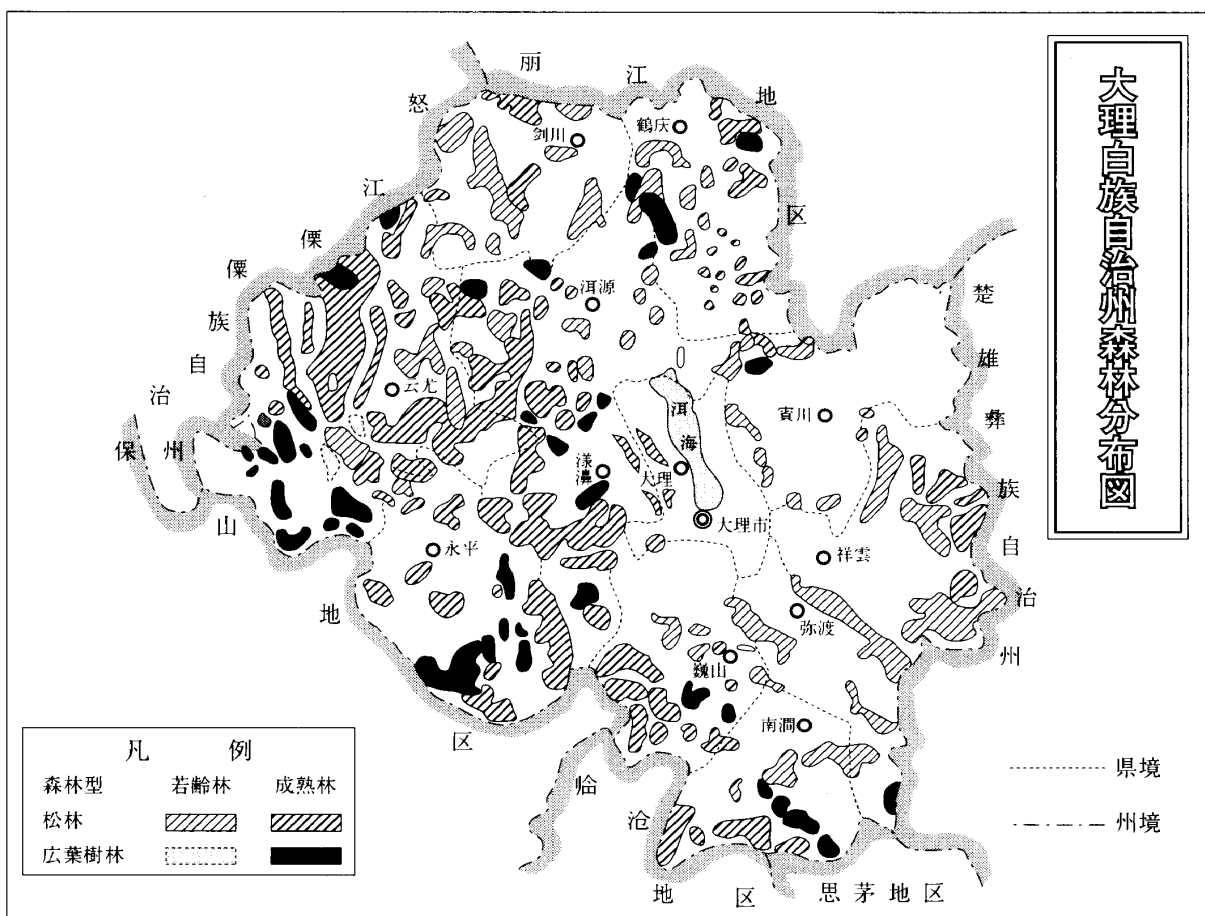 大理白族自治州森林分布図
丽江地区
怒江傈僳族自治州
保山地区
临沧地区
思茅地区
楚雄彝族自治州
剑川
鶴庆
洱源
云尤
賓川
洱海
漾濞
大理
大理市
永平
祥雲
弥渡
巍山
南澗
凡例
森林型 若齢林 成熟林
松林
広葉樹林
県境
州境